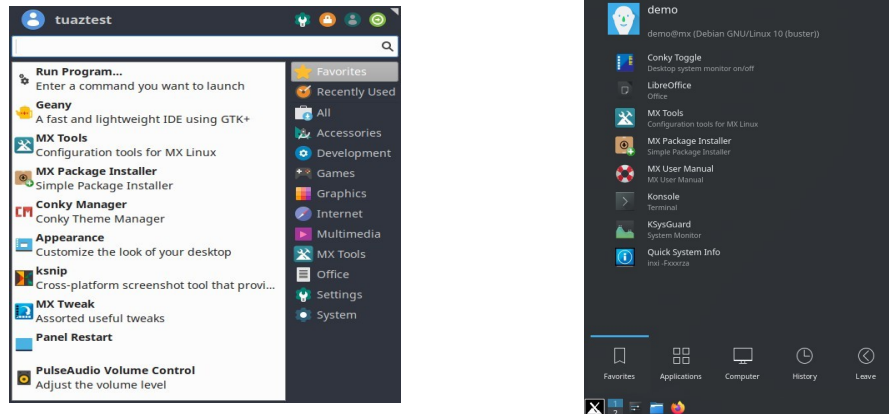 tuaztest
Run Program...
Enter a command you want to launch
Geany
A fast and lightweight IDE using GTK+
MX Tools
Configuration tools for MX Linux
MX Package Installer
Simple Package Installer
Conky Manager
Conky Theme Manager
Appearance
Customize the look of your desktop
ksnip
Cross-platform screenshot tool that provi...
MX Tweak
Assorted useful tweaks
Panel Restart
PulseAudio Volume Control
Adjust the volume level
Favorites
Recently Used
All
Accessories
Development
Games
Graphics
Internet
Multimedia
MX Tools
Office
Settings
System
demo
demo@mx (Debian GNU/Linux 10 (buster))
Conky Toggle
Desktop system monitor on/off
LibreOffice
Office
MX Tools
Configuration tools for MX Linux
MX Package Installer
Simple Package Installer
MX User Manual
MX User Manual
Konsole
Terminal
KSysGuard
System Monitor
Quick System Info
Favorites
Applications
Computer
History
Leave
1
2